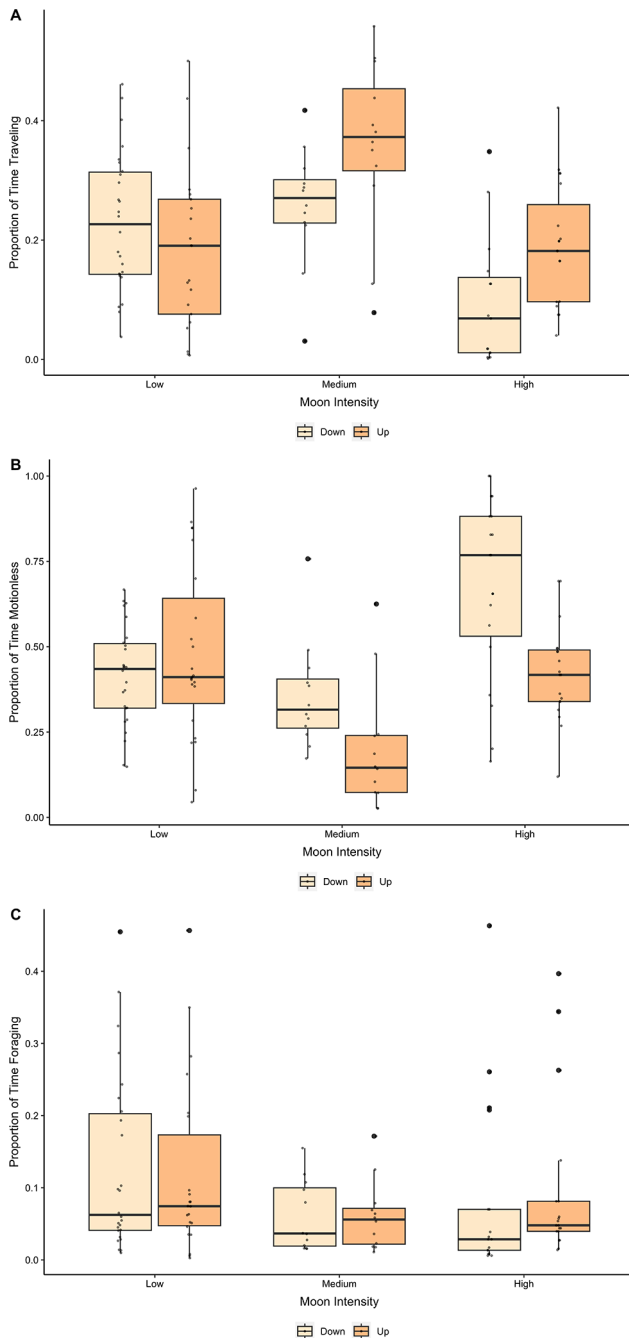 A
Proportion of Time Traveling
0.4
0.2
0.0
Low Medium High
Moon Intensity
Down Up
B
Proportion of Time Motionless
1.00
0.75
0.50
0.25
0.00
Low Medium High
Moon Intensity
Down Up
C
Proportion of Time Foraging
0.4
0.3
0.2
0.1
0.0
Low Medium High
Moon Intensity
Down Up